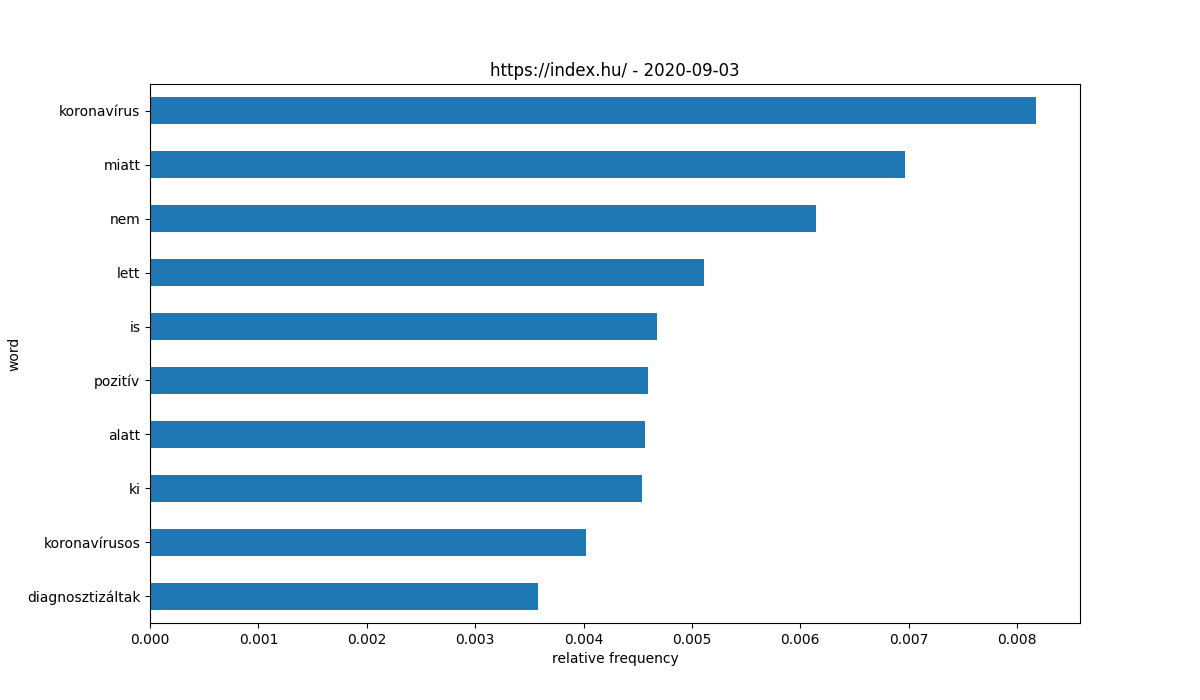 https://index.hu/ - 2020-09-03
word
koronavírus
miatt
nem
lett
is
pozitív
alatt
ki
koronavírusos
diagnosztizáltak
0.000 0.001 0.002 0.003 0.004 0.005 0.006 0.007 0.008
relative frequency